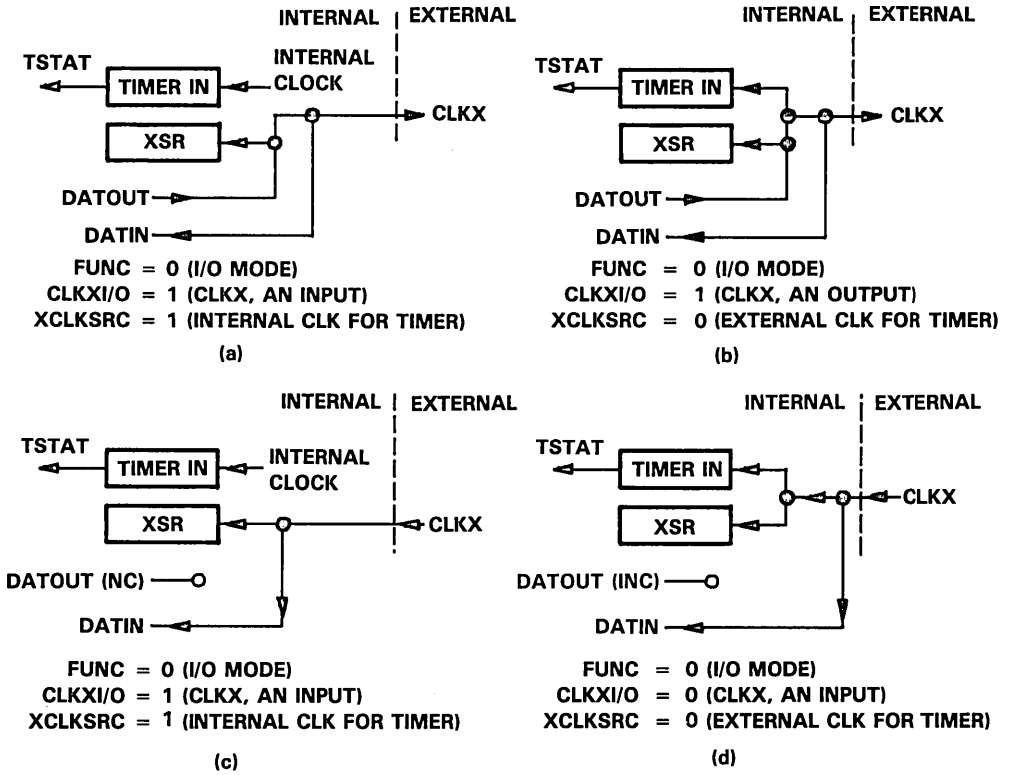 INTERNAL EXTERNAL
TSTAT
TIMER IN
INTERNAL
CLOCK
CLKX
XSR
DATOUT
DATIN
FUNC = 0 (I/O MODE)
CLKXI/O = 1 (CLKX, AN INPUT)
XCLKSRC = 1 (INTERNAL CLK FOR TIMER)
(a)
INTERNAL EXTERNAL
TSTAT
TIMER IN
CLKX
XSR
DATOUT
DATIN
FUNC = 0 (I/O MODE)
CLKXI/O = 1 (CLKX, AN OUTPUT)
XCLKSRC = 0 (EXTERNAL CLK FOR TIMER)
(b)
INTERNAL EXTERNAL
TSTAT
TIMER IN
INTERNAL
CLOCK
XSR
CLKX
DATOUT (NC)
DATIN
FUNC = 0 (I/O MODE)
CLKXI/O = 1 (CLKX, AN INPUT)
XCLKSRC = 1 (INTERNAL CLK FOR TIMER)
(c)
INTERNAL EXTERNAL
TSTAT
TIMER IN
CLKX
XSR
DATOUT (INC)
DATIN
FUNC = 0 (I/O MODE)
CLKXI/O = 0 (CLKX, AN INPUT)
XCLKSRC = 0 (EXTERNAL CLK FOR TIMER)
(d)